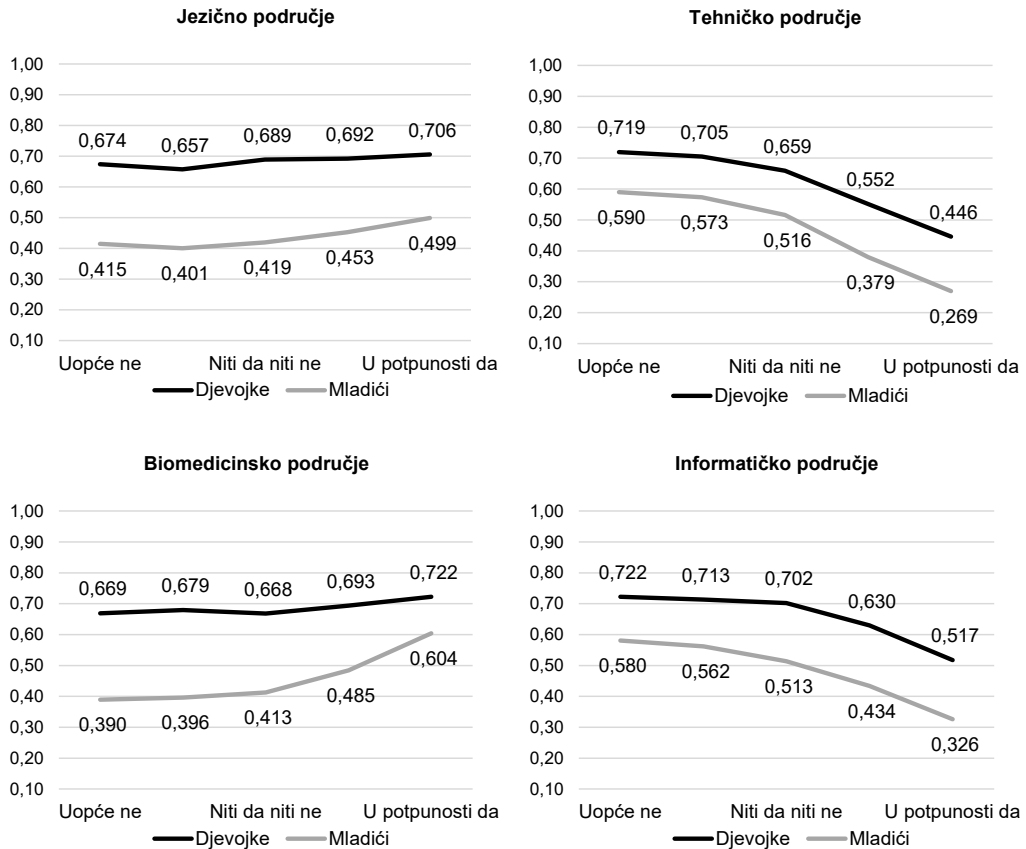 Jezično područje
1,00
0,90
0,80
0,70
0,60
0,50
0,40
0,30
0,20
0,10
0,674 0,657 0,689 0,692 0,706
0,415 0,401 0,419 0,453 0,499
Uopće ne Niti da niti ne U potpunosti da
Djevojke Mladići
Tehničko područje
1,00
0,90
0,80
0,70
0,60
0,50
0,40
0,30
0,20
0,10
0,719 0,705 0,659 0,552 0,446
0,590 0,573 0,516 0,379 0,269
Uopće ne Niti da niti ne U potpunosti da
Djevojke Mladići
Biomedicinsko područje
1,00
0,90
0,80
0,70
0,60
0,50
0,40
0,30
0,20
0,10
0,669 0,679 0,668 0,693 0,722
0,390 0,396 0,413 0,485 0,604
Uopće ne Niti da niti ne U potpunosti da
Djevojke Mladići
Informatičko područje
1,00
0,90
0,80
0,70
0,60
0,50
0,40
0,30
0,20
0,10
0,722 0,713 0,702 0,630 0,517
0,580 0,562 0,513 0,434 0,326
Uopće ne Niti da niti ne U potpunosti da
Djevojke Mladići